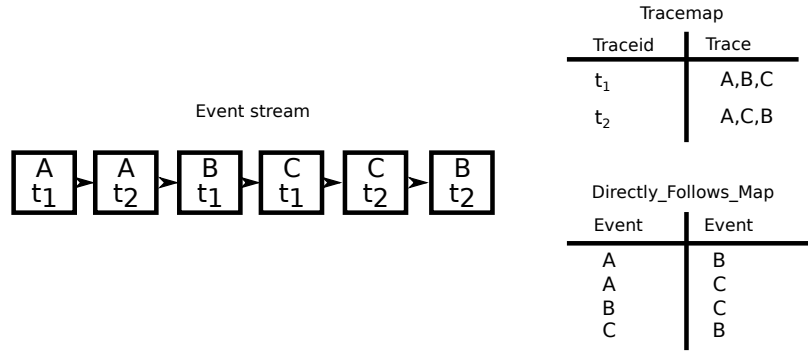 Event stream
A A B C C B
t1 t2 t1 t1 t2 t2
Tracemap
Traceid Trace
t1 A,B,C
t2 A,C,B
Directly_Follows_Map
Event Event
A B
A C
B C
C B